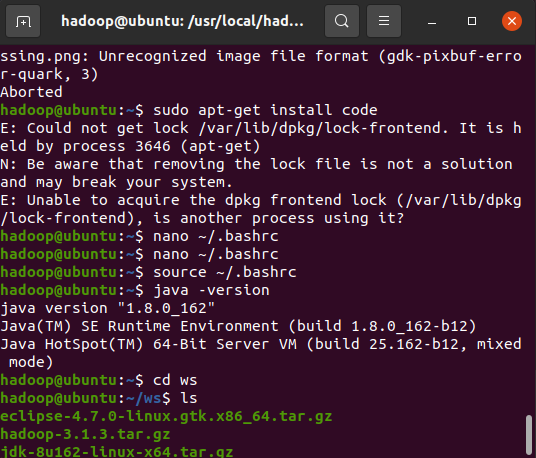 hadoop@ubuntu: /usr/local/had...
ssing.png: Unrecognized image file format (gdk-pixbuf-erro
r-quark, 3)
Aborted
hadoop@ubuntu:~$ sudo apt-get install code
E: Could not get lock /var/lib/dpkg/lock-frontend. It is h
eld by process 3646 (apt-get)
N: Be aware that removing the lock file is not a solution
and may break your system.
E: Unable to acquire the dpkg frontend lock (/var/lib/dpkg
/lock-frontend), is another process using it?
hadoop@ubuntu:~$ nano ~/.bashrc
hadoop@ubuntu:~$ nano ~/.bashrc
hadoop@ubuntu:~$ source ~/.bashrc
hadoop@ubuntu:~$ java -version
java version "1.8.0_162"
Java(TM) SE Runtime Environment (build 1.8.0_162-b12)
Java HotSpot(TM) 64-Bit Server VM (build 25.162-b12, mixed
 mode)
hadoop@ubuntu:~$ cd ws
hadoop@ubuntu:~/ws$ ls
eclipse-4.7.0-linux.gtk.x86_64.tar.gz
hadoop-3.1.3.tar.gz
jdk-8u162-linux-x64.tar.gz